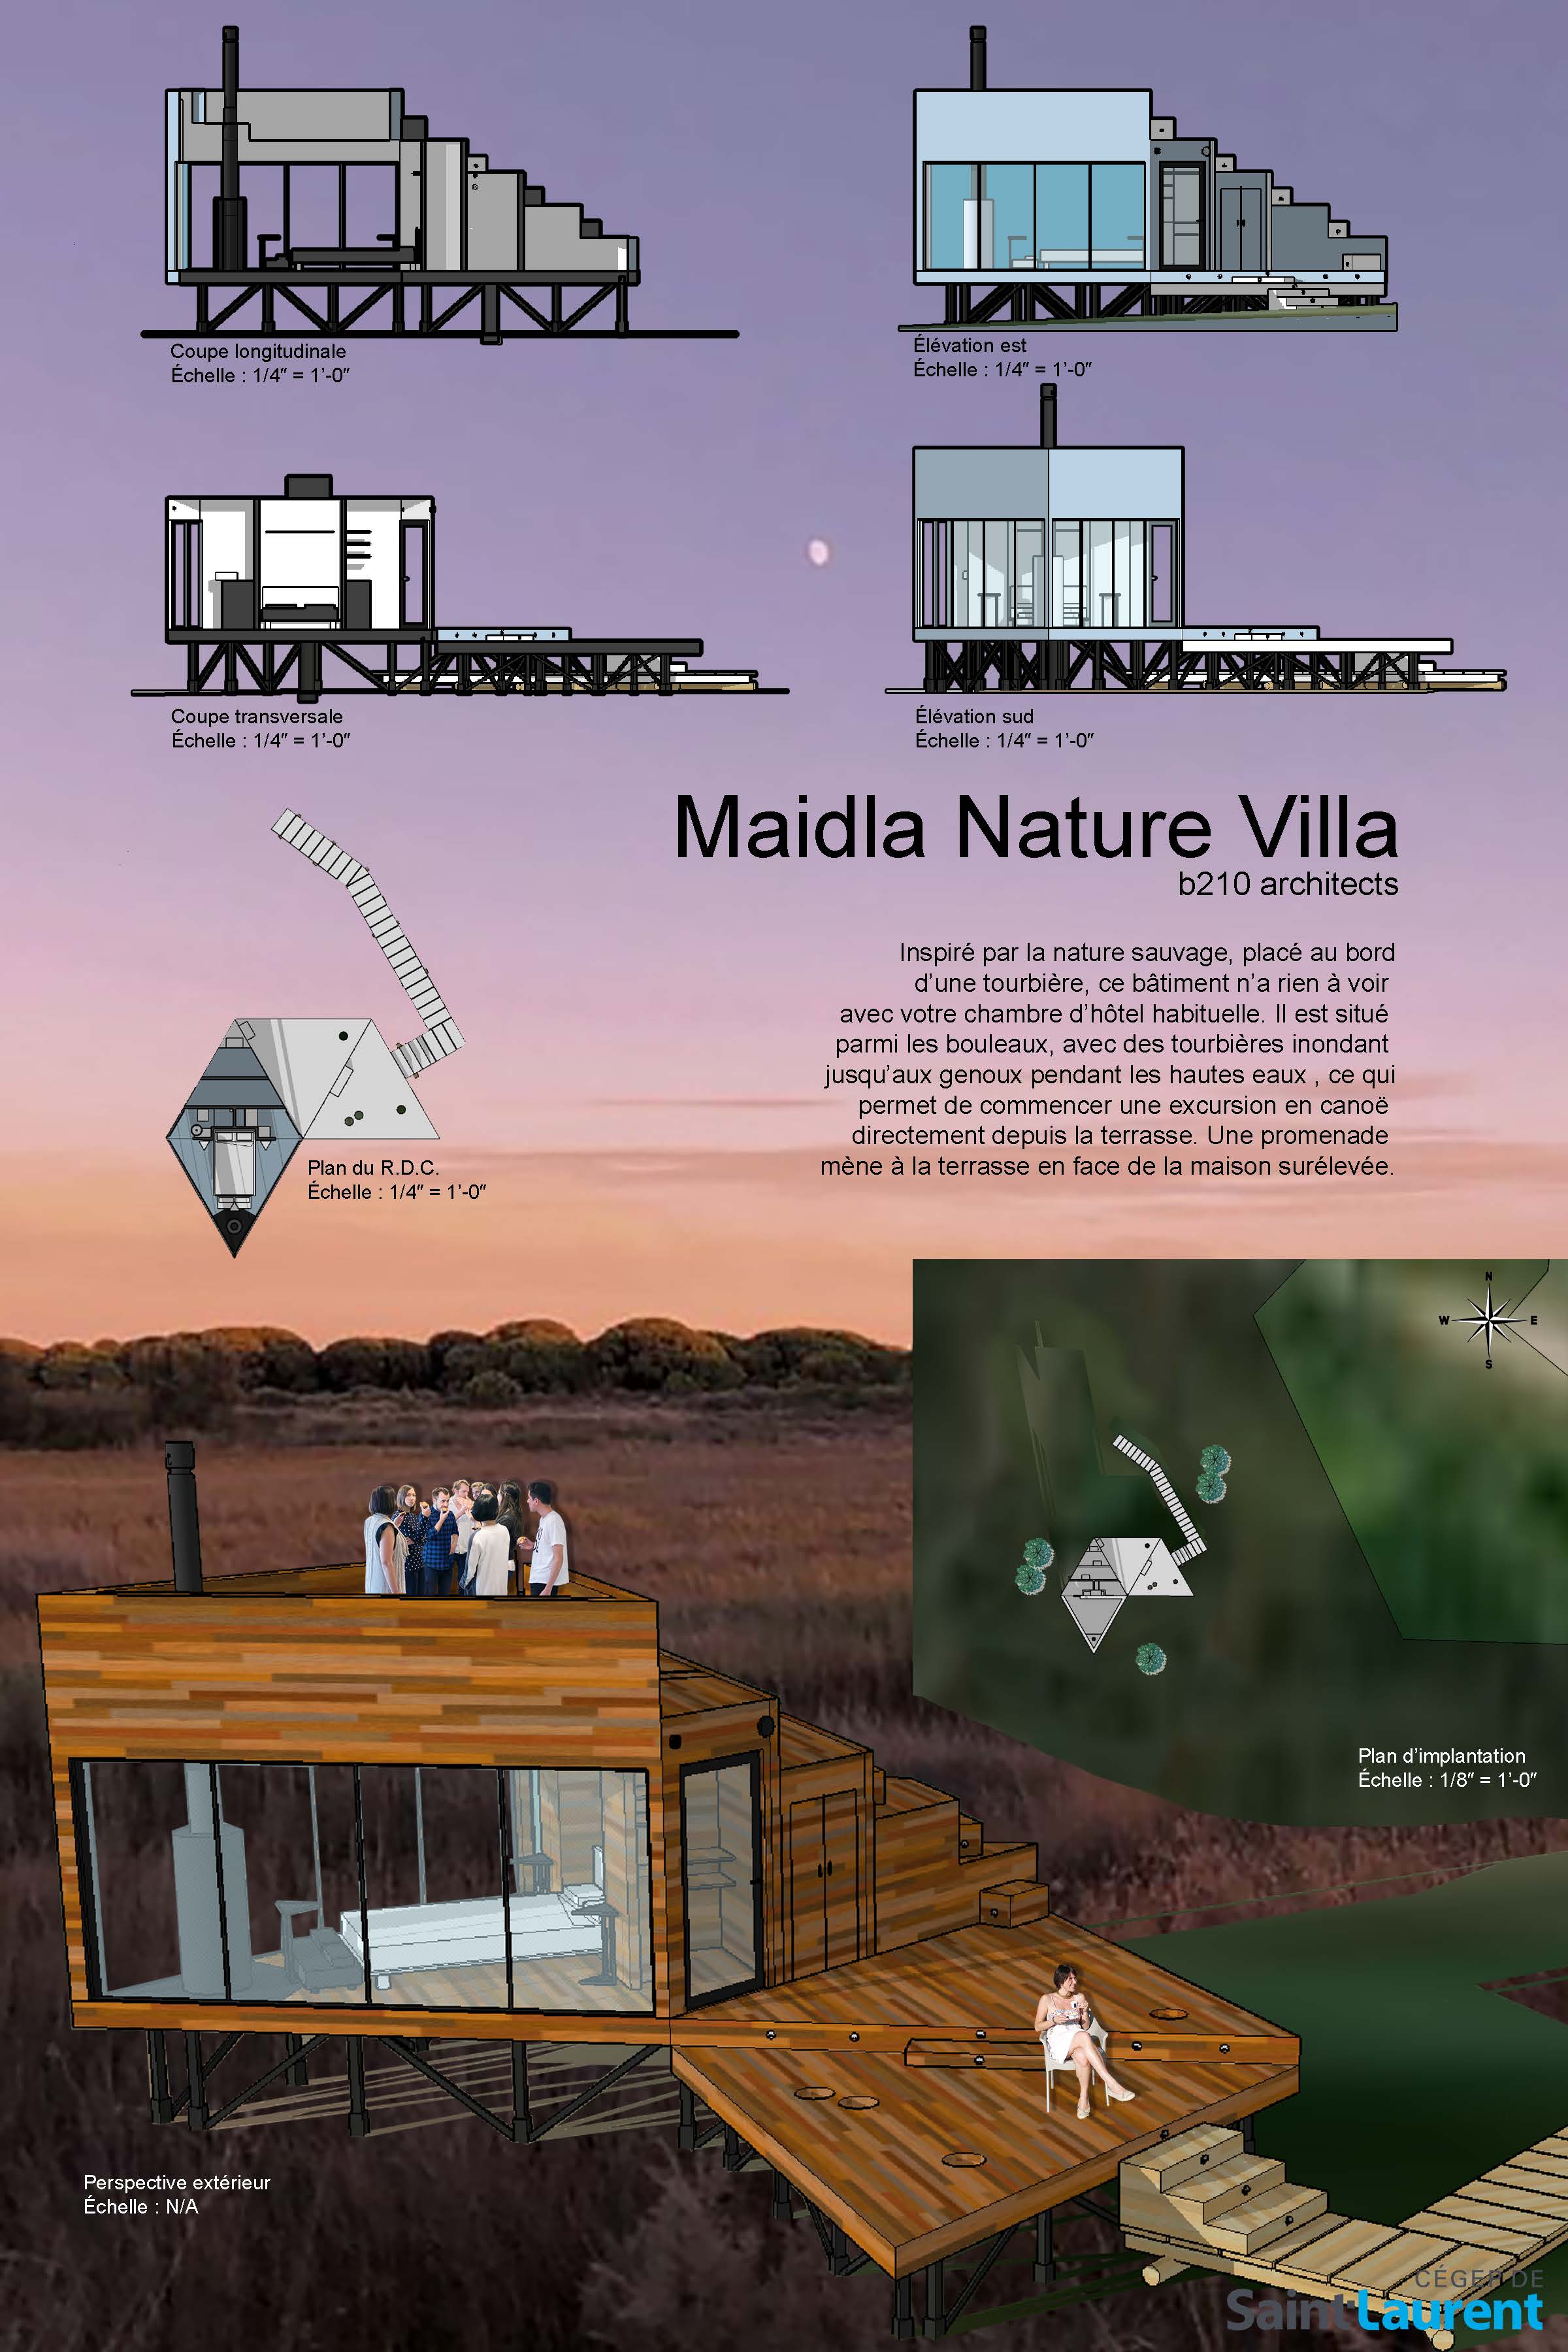 Coupe longitudinale
Échelle : 1/4″ = 1’-0″
Élévation est
Échelle : 1/4″ = 1’-0″
Coupe transversale
Échelle : 1/4″ = 1’-0″
Élévation sud
Échelle : 1/4″ = 1’-0″
Maidla Nature Villa
b210 architects
Inspiré par la nature sauvage, placé au bord
d’une tourbière, ce bâtiment n’a rien à voir
avec votre chambre d’hôtel habituelle. Il est situé
parmi les bouleaux, avec des tourbières inondant
jusqu’aux genoux pendant les hautes eaux , ce qui
permet de commencer une excursion en canoë
directement depuis la terrasse. Une promenade
mène à la terrasse en face de la maison surélevée.
Plan du R.D.C.
Échelle : 1/4″ = 1’-0″
N
W E
S
Plan d’implantation
Échelle : 1/8″ = 1’-0″
Perspective extérieur
Échelle : N/A
CÉGEP DE
Saint-Laurent